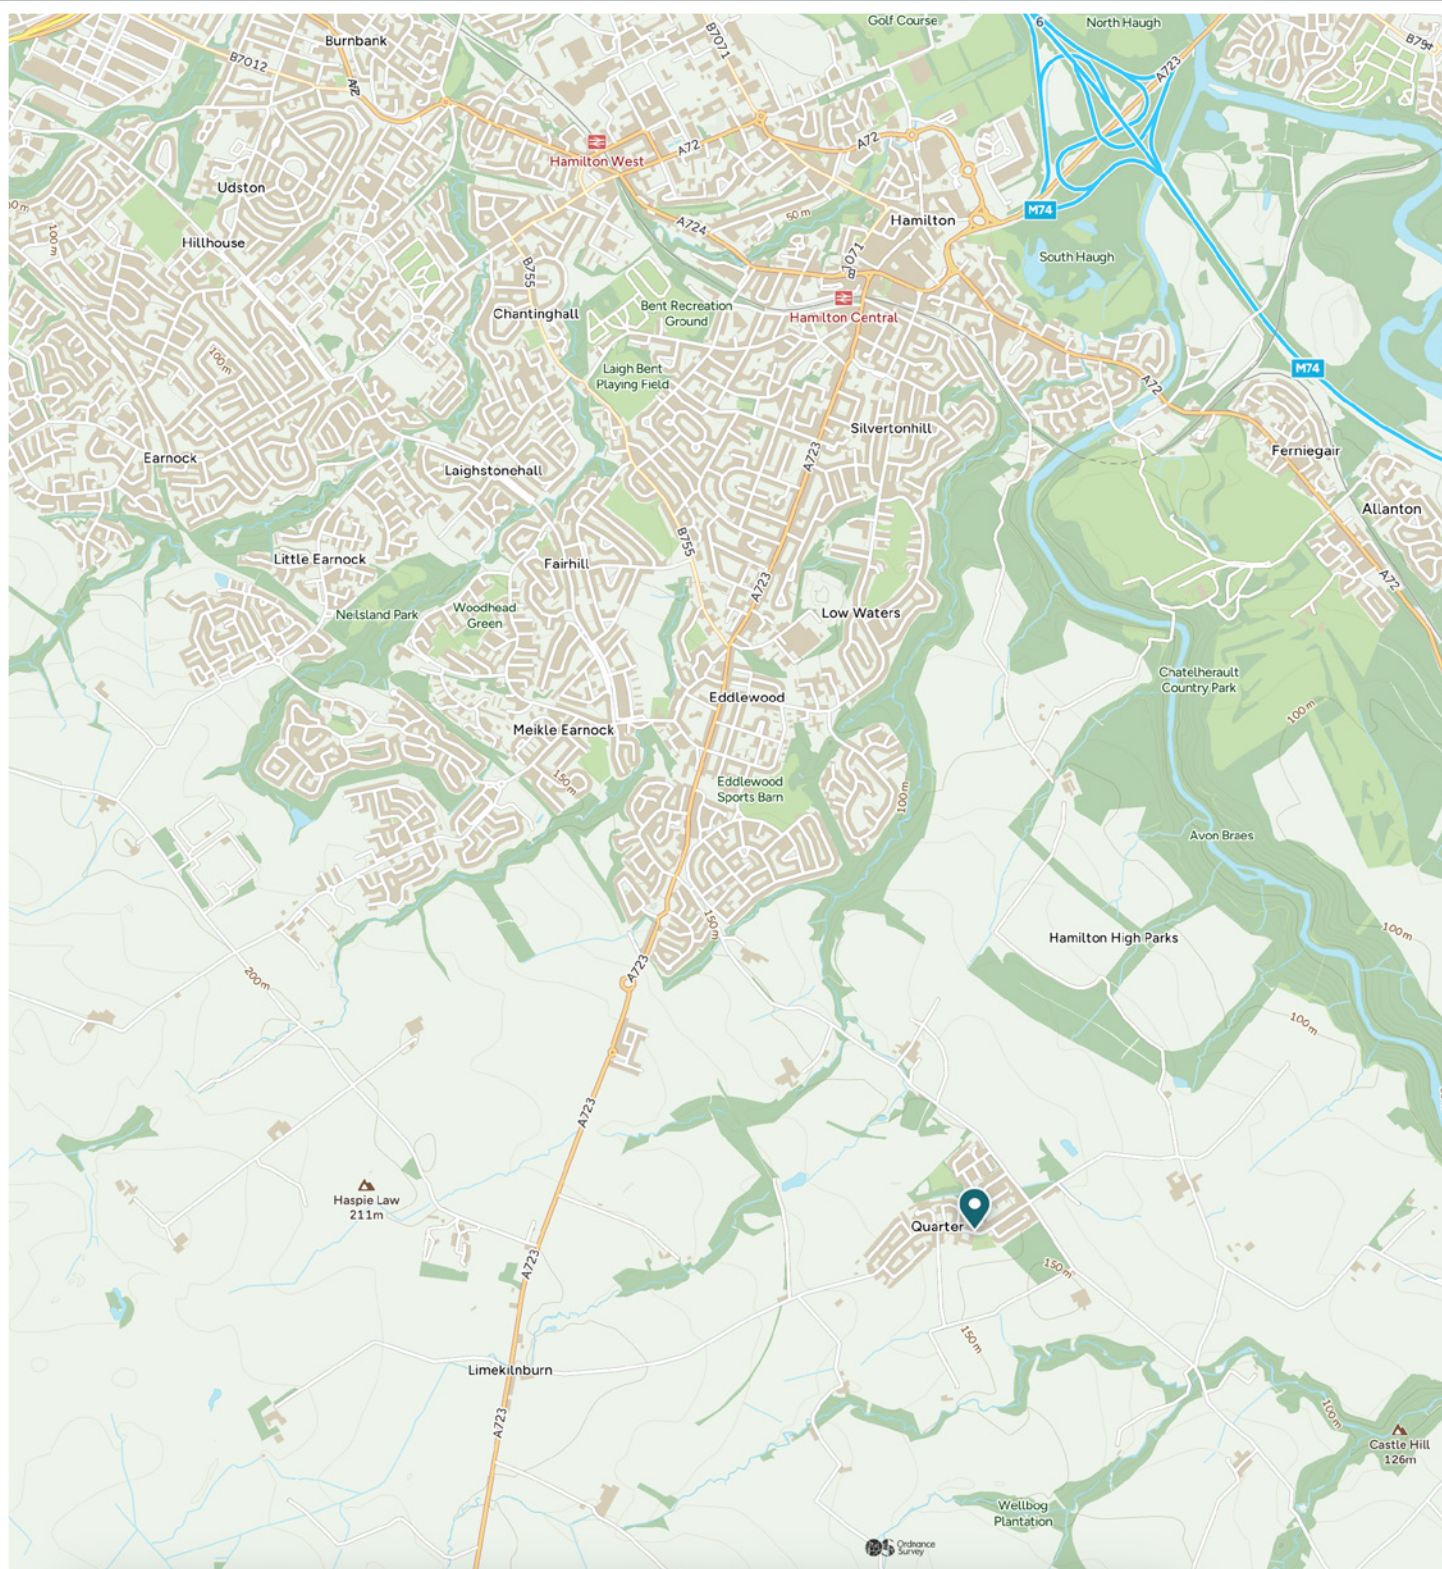 Golf Course
6
North Haugh
Burnbank
B7071
B7012
A723
A72
Hamilton West
A72
A72
Udston
M74
50 m
Hamilton
A724
Hillhouse
100 m
South Haugh
B755
B7071
Bent Recreation
Ground
Chantinghall
Hamilton Central
100 m
Laigh Bent
Playing Field
M74
A72
Silvertonhill
Ferniegair
Earnock
A723
Laighstonehall
Allanton
B755
Little Earnock
Fairhill
A723
A72
Neilsland Park
Woodhead
Green
Low Waters
Chatelherault
Country Park
Eddlewood
100 m
Meikle Earnock
150 m
Eddlewood
Sports Barn
100 m
Avon Braes
150 m
100 m
Hamilton High Parks
A723
200 m
100 m
A723
Haspie Law
211m
Quarter
A723
150 m
150 m
Limekilnburn
A723
100 m
Castle Hill
126m
Wellbog
Plantation
Ordnance
Survey